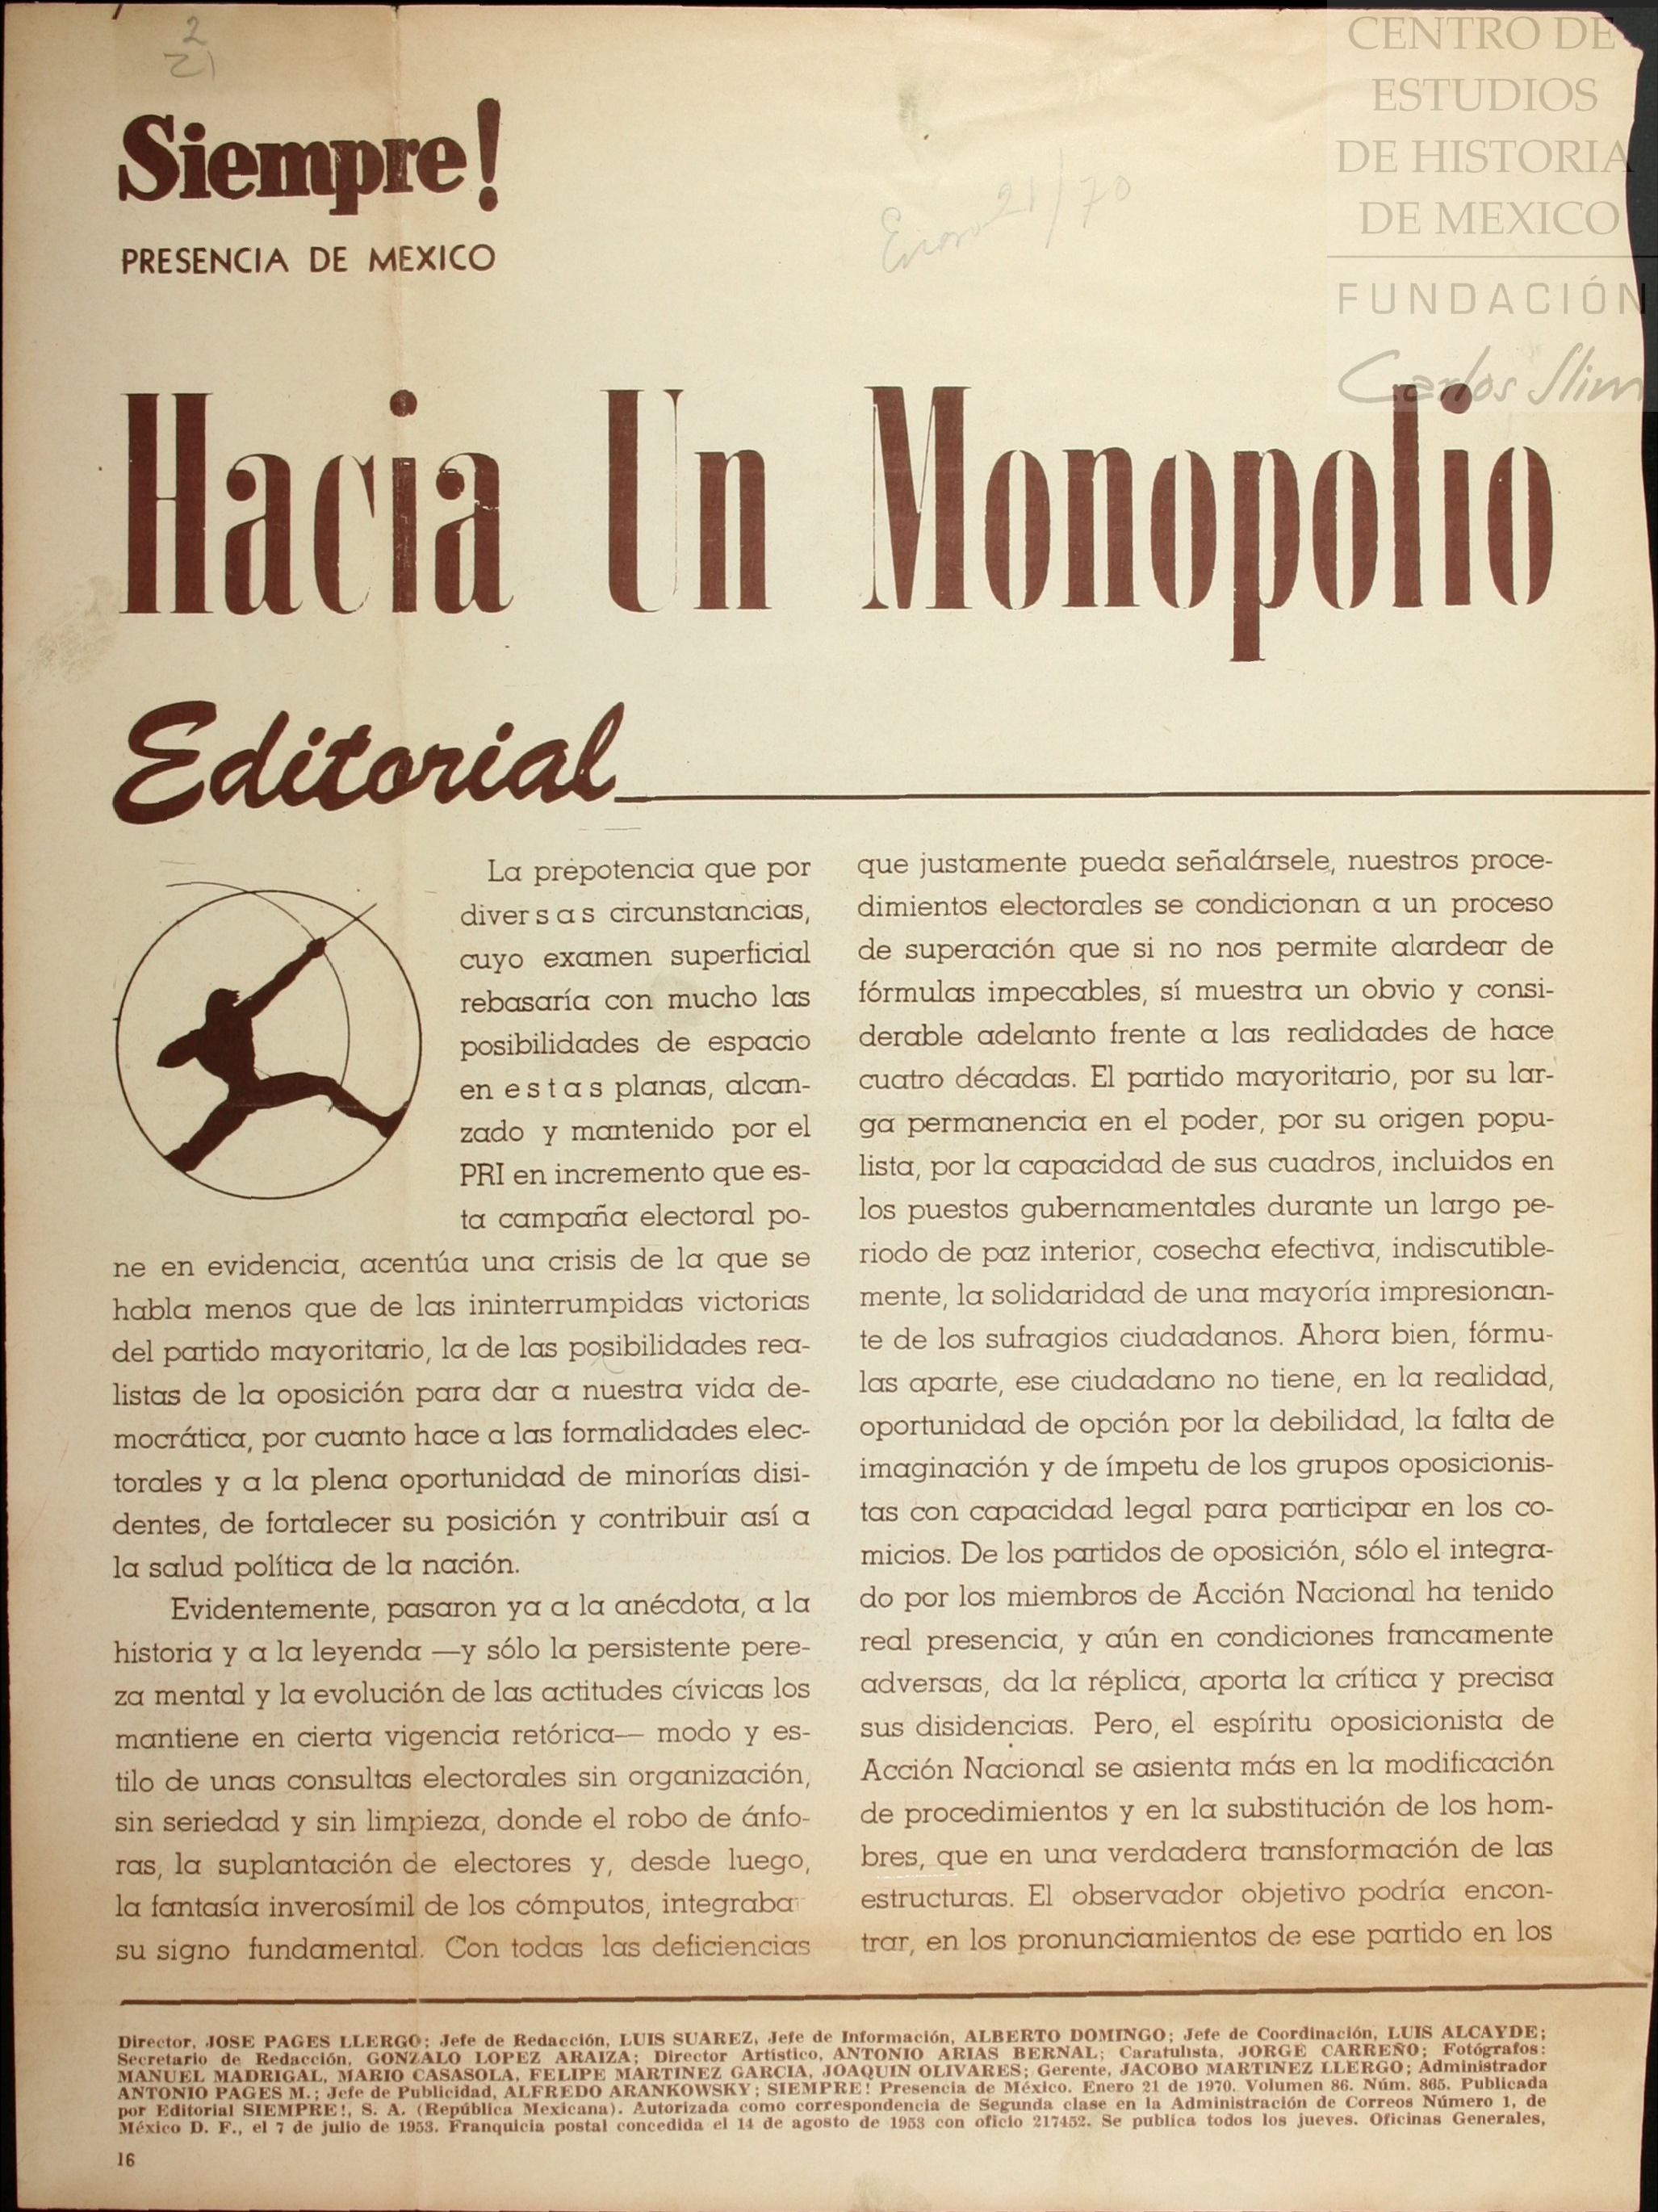 2
21
CENTRO DE
ESTUDIOS
DE HISTORIA
DE MEXICO
FUNDACIÓN
Carlos Slim
Siempre!
PRESENCIA DE MEXICO
Enero 21/70
Hacia Un Monopolio
Editorial
La prepotencia que por
diversas circunstancias,
cuyo examen superficial
rebasaría con mucho las
posibilidades de espacio
en estas planas, alcan-
zado y mantenido por el
PRI en incremento que es-
ta campaña electoral po-
ne en evidencia, acentúa una crisis de la que se
habla menos que de las ininterrumpidas victorias
del partido mayoritario, la de las posibilidades rea-
listas de la oposición para dar a nuestra vida de-
mocrática, por cuanto hace a las formalidades elec-
torales y a la plena oportunidad de minorías disi-
dentes, de fortalecer su posición y contribuir así a
la salud política de la nación.
Evidentemente, pasaron ya a la anécdota, a la
historia y a la leyenda —y sólo la persistente pere-
za mental y la evolución de las actitudes cívicas los
mantiene en cierta vigencia retórica— modo y es-
tilo de unas consultas electorales sin organización,
sin seriedad y sin limpieza, donde el robo de ánfo-
ras, la suplantación de electores y, desde luego,
la fantasía inverosímil de los cómputos, integraba
su signo fundamental. Con todas las deficiencias
que justamente pueda señalársele, nuestros proce-
dimientos electorales se condicionan a un proceso
de superación que si no nos permite alardear de
fórmulas impecables, sí muestra un obvio y consi-
derable adelanto frente a las realidades de hace
cuatro décadas. El partido mayoritario, por su lar-
ga permanencia en el poder, por su origen popu-
lista, por la capacidad de sus cuadros, incluidos en
los puestos gubernamentales durante un largo pe-
riodo de paz interior, cosecha efectiva, indiscutible-
mente, la solidaridad de una mayoría impresionan-
te de los sufragios ciudadanos. Ahora bien, fórmu-
las aparte, ese ciudadano no tiene, en la realidad,
oportunidad de opción por la debilidad, la falta de
imaginación y de ímpetu de los grupos oposicionis-
tas con capacidad legal para participar en los co-
micios. De los partidos de oposición, sólo el integra-
do por los miembros de Acción Nacional ha tenido
real presencia, y aún en condiciones francamente
adversas, da la réplica, aporta la crítica y precisa
sus disidencias. Pero, el espíritu oposicionista de
Acción Nacional se asienta más en la modificación
de procedimientos y en la substitución de los hom-
bres, que en una verdadera transformación de las
estructuras. El observador objetivo podría encon-
trar, en los pronunciamientos de ese partido en los
Director, JOSE PAGES LLERGO; Jefe de Redacción, LUIS SUAREZ, Jefe de Información, ALBERTO DOMINGO; Jefe de Coordinación, LUIS ALCAYDE;
Secretario de Redacción, GONZALO LOPEZ ARAIZA; Director Artístico, ANTONIO ARIAS BERNAL; Caratulista, JORGE CARREÑO; Fotógrafos:
MANUEL MADRIGAL, MARIO CASASOLA, FELIPE MARTINEZ GARCIA, JOAQUIN OLIVARES; Gerente, JACOBO MARTINEZ LLERGO; Administrador
ANTONIO PAGES M.; Jefe de Publicidad, ALFREDO ARANKOWSKY; SIEMPRE! Presencia de México. Enero 21 de 1970. Volumen 86. Núm. 865. Publicada
por Editorial SIEMPRE!, S. A. (República Mexicana). Autorizada como correspondencia de Segunda clase en la Administración de Correos Número 1, de
México D. F., el 7 de julio de 1953. Franquicia postal concedida el 14 de agosto de 1953 con oficio 217452. Se publica todos los jueves. Oficinas Generales,
16